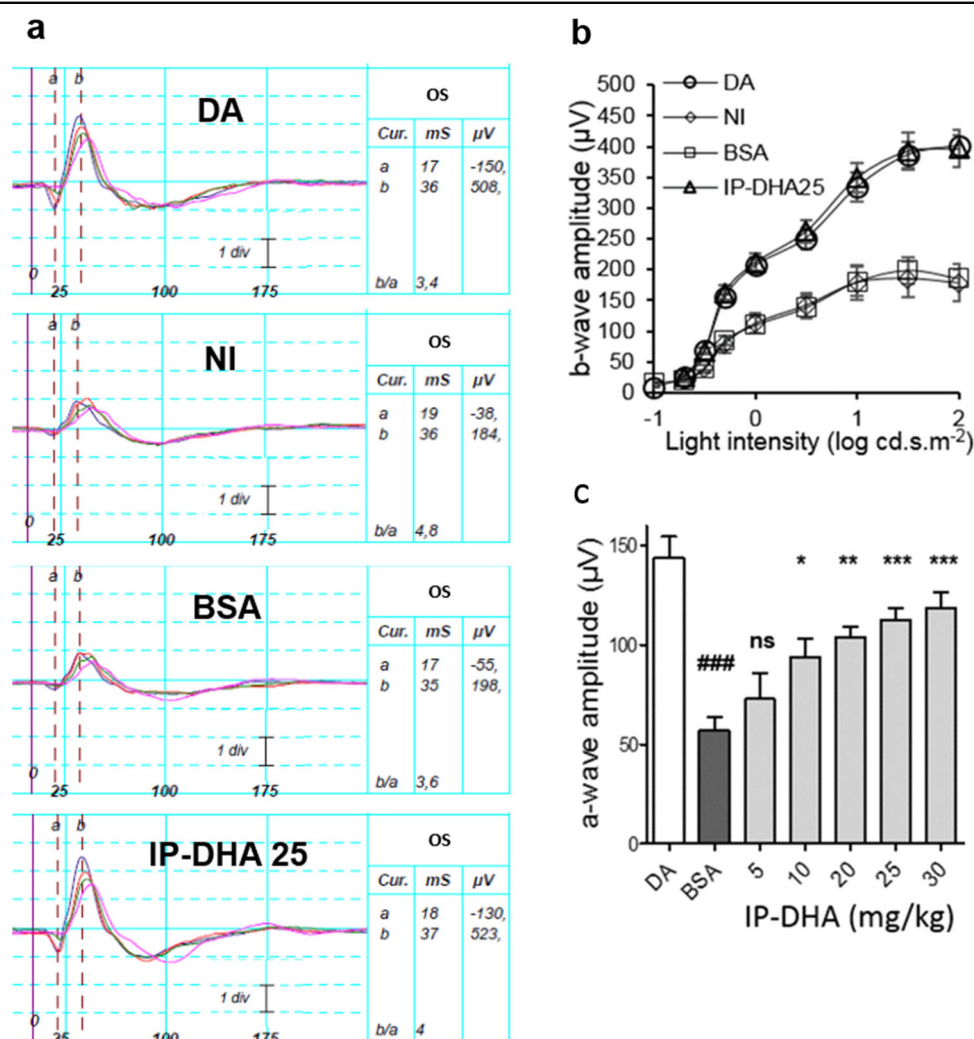 a
a b
DA
1 div
0
25 100 175
OS
Cur. mS µV
a 17 -150,
b 36 508,
b/a 3,4
a b
NI
1 div
0
25 100 175
OS
Cur. mS µV
a 19 -38,
b 36 184,
b/a 4,8
a b
BSA
1 div
0
25 100 175
OS
Cur. mS µV
a 17 -55,
b 35 198,
b/a 3,6
a b
IP-DHA 25
1 div
0
25 100 175
OS
Cur. mS µV
a 18 -130,
b 37 523,
b/a 4
b
b-wave amplitude (µV)
500
450
400
350
300
250
200
150
100
50
0
DA
NI
BSA
IP-DHA25
-1 0 1 2
Light intensity (log cd.s.m-2)
c
a-wave amplitude (µV)
150
100
50
0
###
ns
* ** *** ***
DA BSA 5 10 20 25 30
IP-DHA (mg/kg)